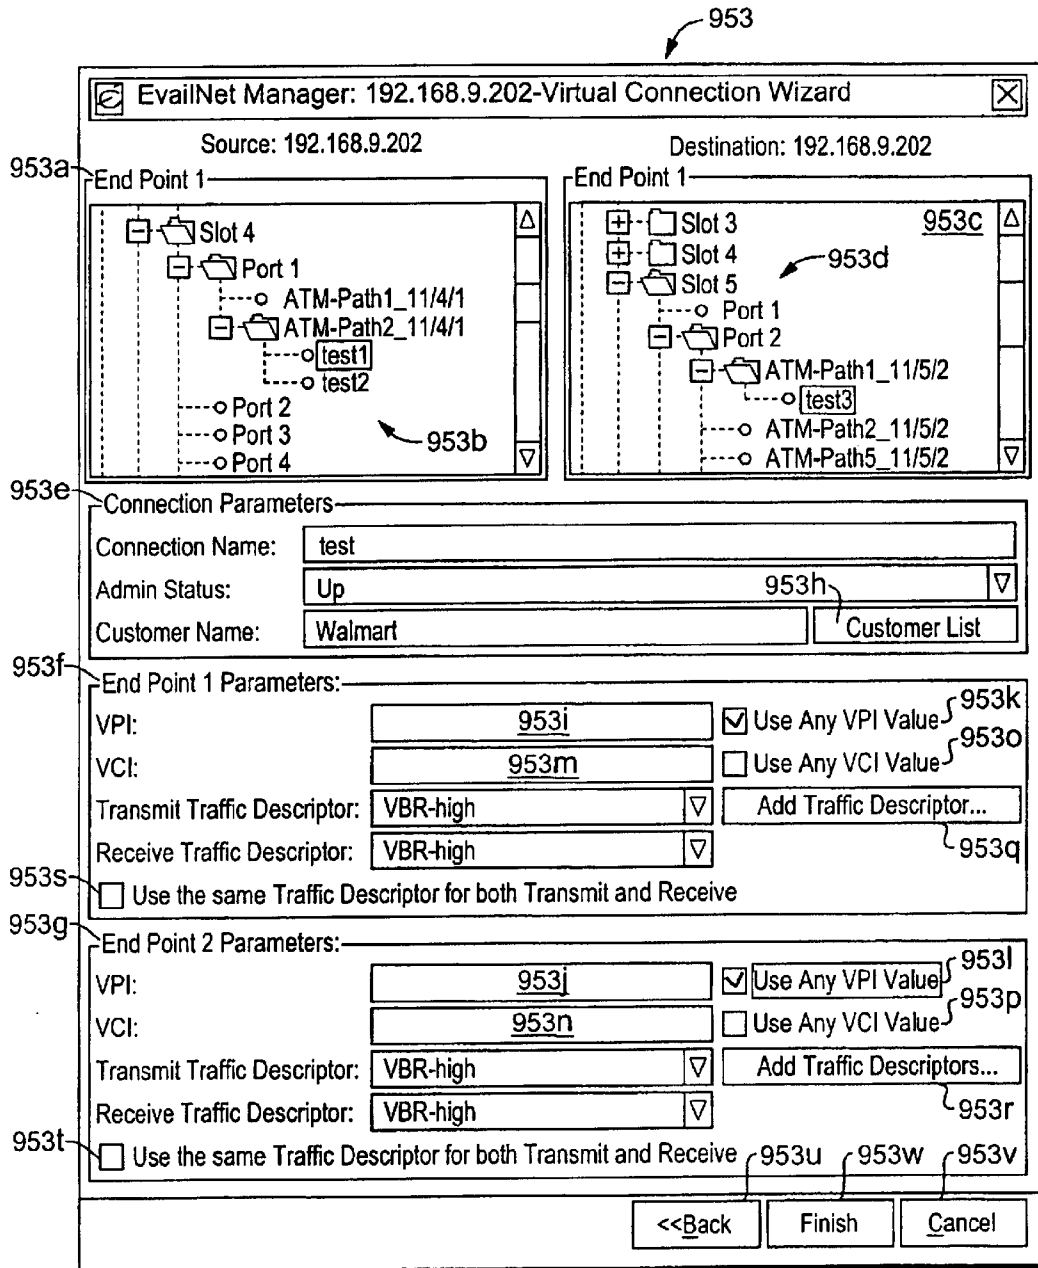 953
EvailNet Manager: 192.168.9.202-Virtual Connection Wizard
Source: 192.168.9.202
Destination: 192.168.9.202
953a
End Point 1
Slot 4
Port 1
ATM-Path1_11/4/1
ATM-Path2_11/4/1
test1
test2
Port 2
Port 3
Port 4
953b
End Point 1
953c
Slot 3
Slot 4
953d
Slot 5
Port 1
Port 2
ATM-Path1_11/5/2
test3
ATM-Path2_11/5/2
ATM-Path5_11/5/2
953e
Connection Parameters
Connection Name: test
Admin Status: Up
953h
Customer Name: Walmart Customer List
953f
End Point 1 Parameters:
VPI: 953i Use Any VPI Value 953k
VCI: 953m Use Any VCI Value 953o
Transmit Traffic Descriptor: VBR-high Add Traffic Descriptor...
Receive Traffic Descriptor: VBR-high 953q
953s
Use the same Traffic Descriptor for both Transmit and Receive
953g
End Point 2 Parameters:
VPI: 953j Use Any VPI Value 953l
VCI: 953n Use Any VCI Value 953p
Transmit Traffic Descriptor: VBR-high Add Traffic Descriptors...
Receive Traffic Descriptor: VBR-high 953r
953t
Use the same Traffic Descriptor for both Transmit and Receive
953u 953w 953v
<<Back Finish Cancel